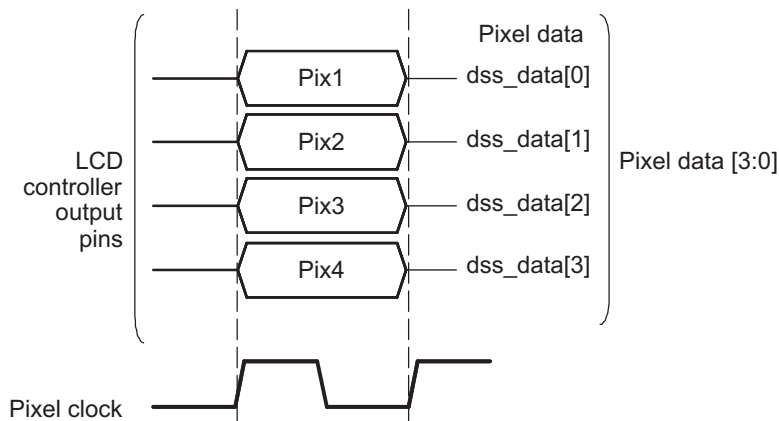 Pixel data
Pix1
dss_data[0]
Pix2
dss_data[1]
LCD
controller
output
pins
Pixel data [3:0]
Pix3
dss_data[2]
Pix4
dss_data[3]
Pixel clock